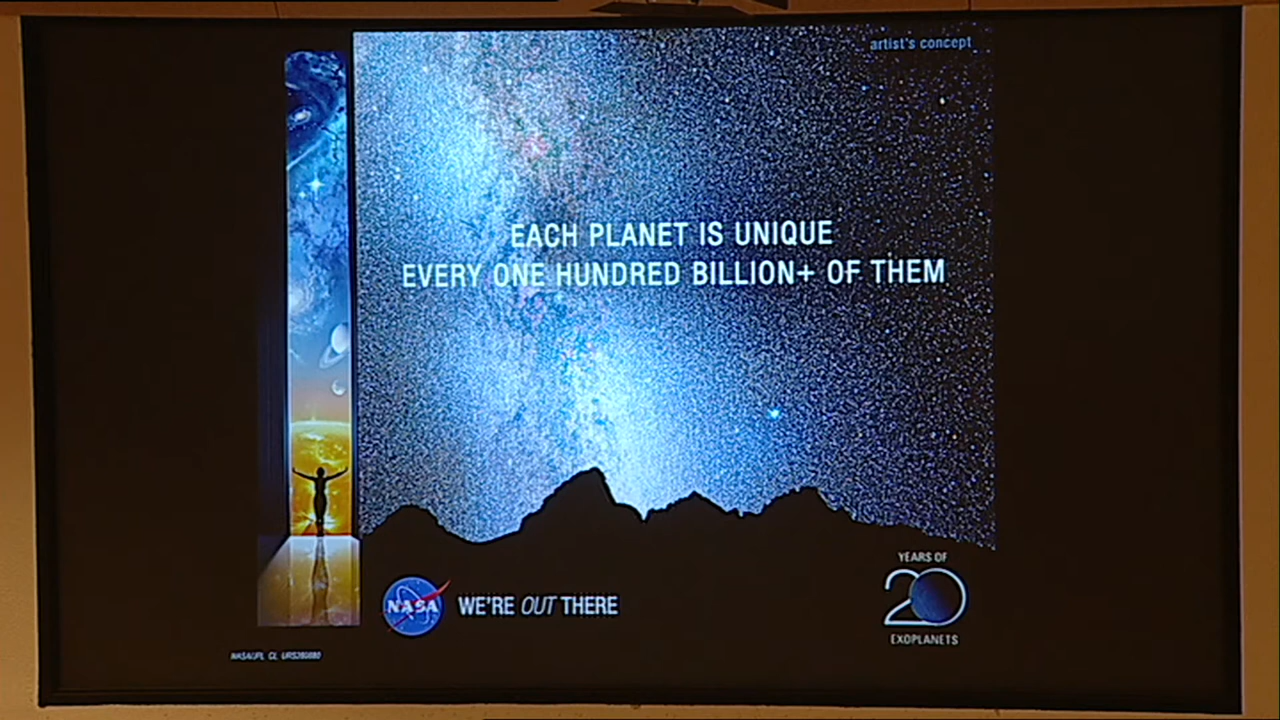 artist's concept
EACH PLANET IS UNIQUE
EVERY ONE HUNDRED BILLION+ OF THEM
NASA
WE'RE OUT THERE
YEARS OF
20
EXOPLANETS